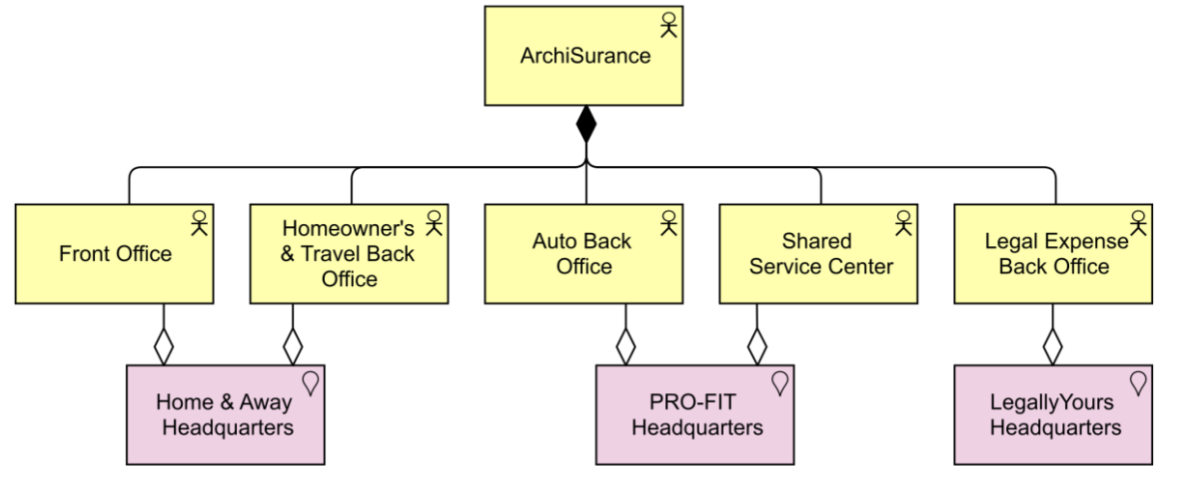 ArchiSurance
Front Office
Homeowner's
& Travel Back
Office
Auto Back
Office
Shared
Service Center
Legal Expense
Back Office
Home & Away
Headquarters
PRO-FIT
Headquarters
LegallyYours
Headquarters